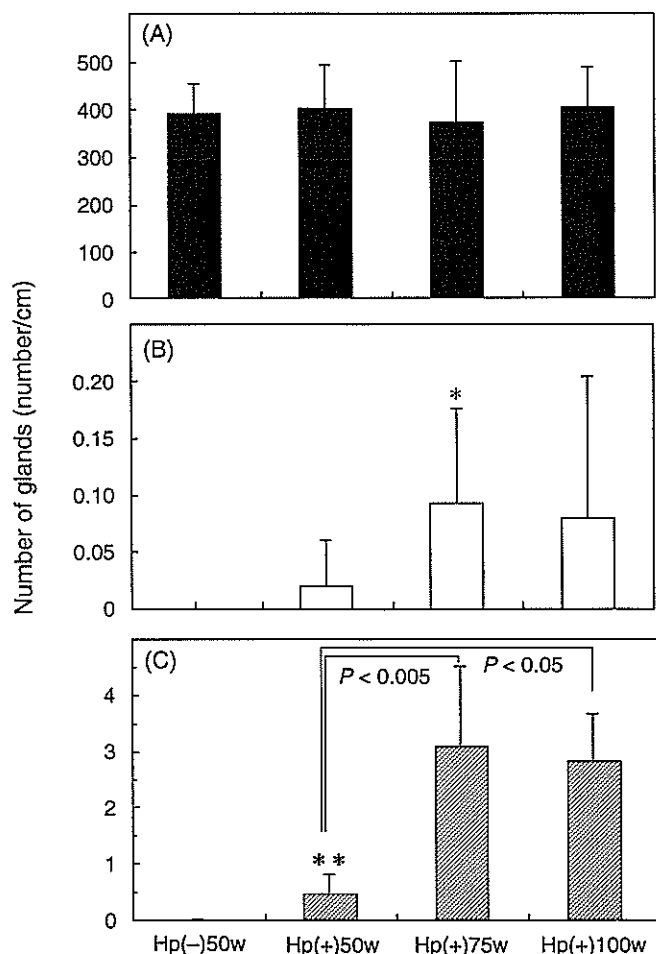 Number of glands (number/cm)
(A)
500
400
300
200
100
0
(B)
0.20
*
0.15
0.10
0.05
0
(C)
P < 0.005
P < 0.05
4
3
2
1
**
0
Hp(–)50w Hp(+)50w Hp(+)75w Hp(+)100w